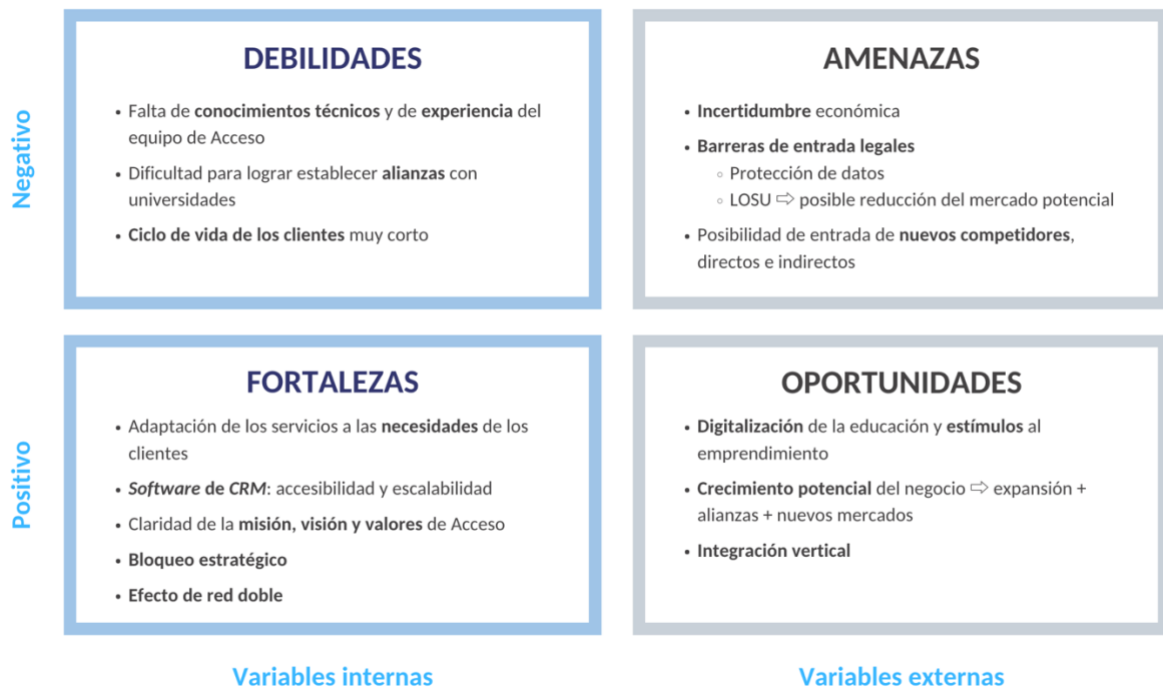 Negativo
DEBILIDADES
• Falta de conocimientos técnicos y de experiencia del
equipo de Acceso
• Dificultad para lograr establecer alianzas con
universidades
• Ciclo de vida de los clientes muy corto
AMENAZAS
• Incertidumbre económica
• Barreras de entrada legales
◦ Protección de datos
◦ LOSU ⇨ posible reducción del mercado potencial
• Posibilidad de entrada de nuevos competidores,
directos e indirectos
Positivo
FORTALEZAS
• Adaptación de los servicios a las necesidades de los
clientes
• Software de CRM: accesibilidad y escalabilidad
• Claridad de la misión, visión y valores de Acceso
• Bloqueo estratégico
• Efecto de red doble
OPORTUNIDADES
• Digitalización de la educación y estímulos al
emprendimiento
• Crecimiento potencial del negocio ⇨ expansión +
alianzas + nuevos mercados
• Integración vertical
Variables internas
Variables externas